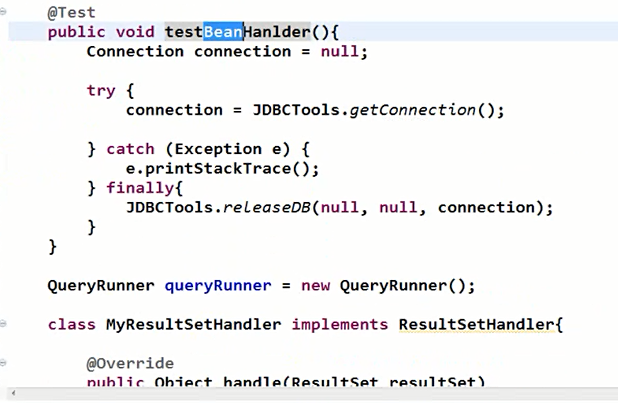 @Test
public void testBeanHanlder(){
Connection connection = null;
try {
connection = JDBCTools.getConnection();
} catch (Exception e) {
e.printStackTrace();
} finally{
JDBCTools.releaseDB(null, null, connection);
}
}
QueryRunner queryRunner = new QueryRunner();
class MyResultSetHandler implements ResultSetHandler{
@Override
public Object handle(ResultSet resultSet)